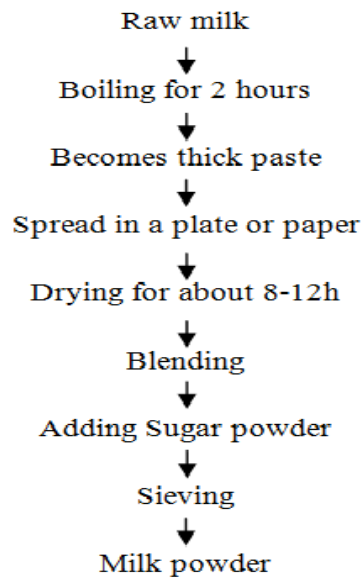 Raw milk
Boiling for 2 hours
Becomes thick paste
Spread in a plate or paper
Drying for about 8-12h
Blending
Adding Sugar powder
Sieving
Milk powder